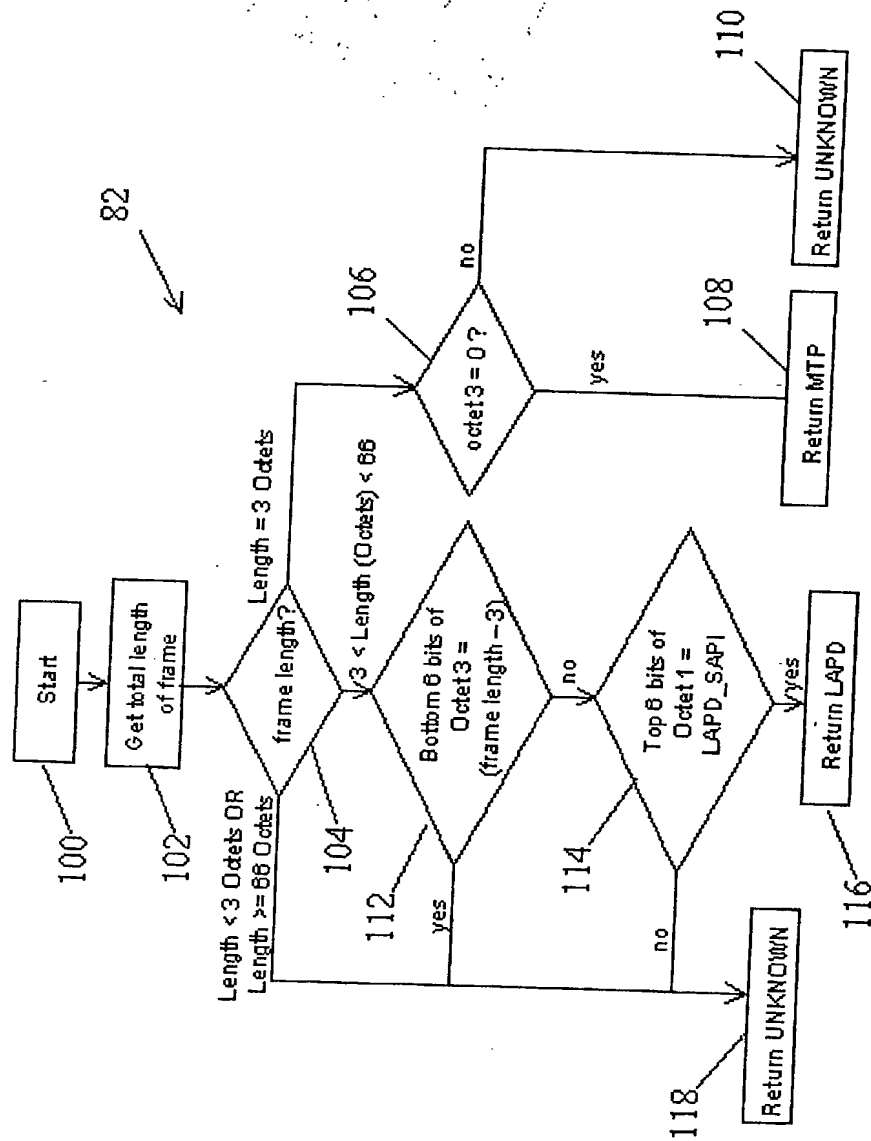 82
Start
100
Get total length
of frame
102
frame length?
104
Length = 3 Octets
Length < 3 Octets OR
Length >= 66 Octets
3 < Length (Octets) < 66
octet 3 = 0 ?
106
no
yes
Return MTP
108
Return UNKNOWN
110
Bottom 6 bits of
Octet 3 =
(frame length – 3)
112
yes
no
Top 6 bits of
Octet 1 =
LAPD_SAPI
114
no
yes
Return LAPD
116
Return UNKNOWN
118